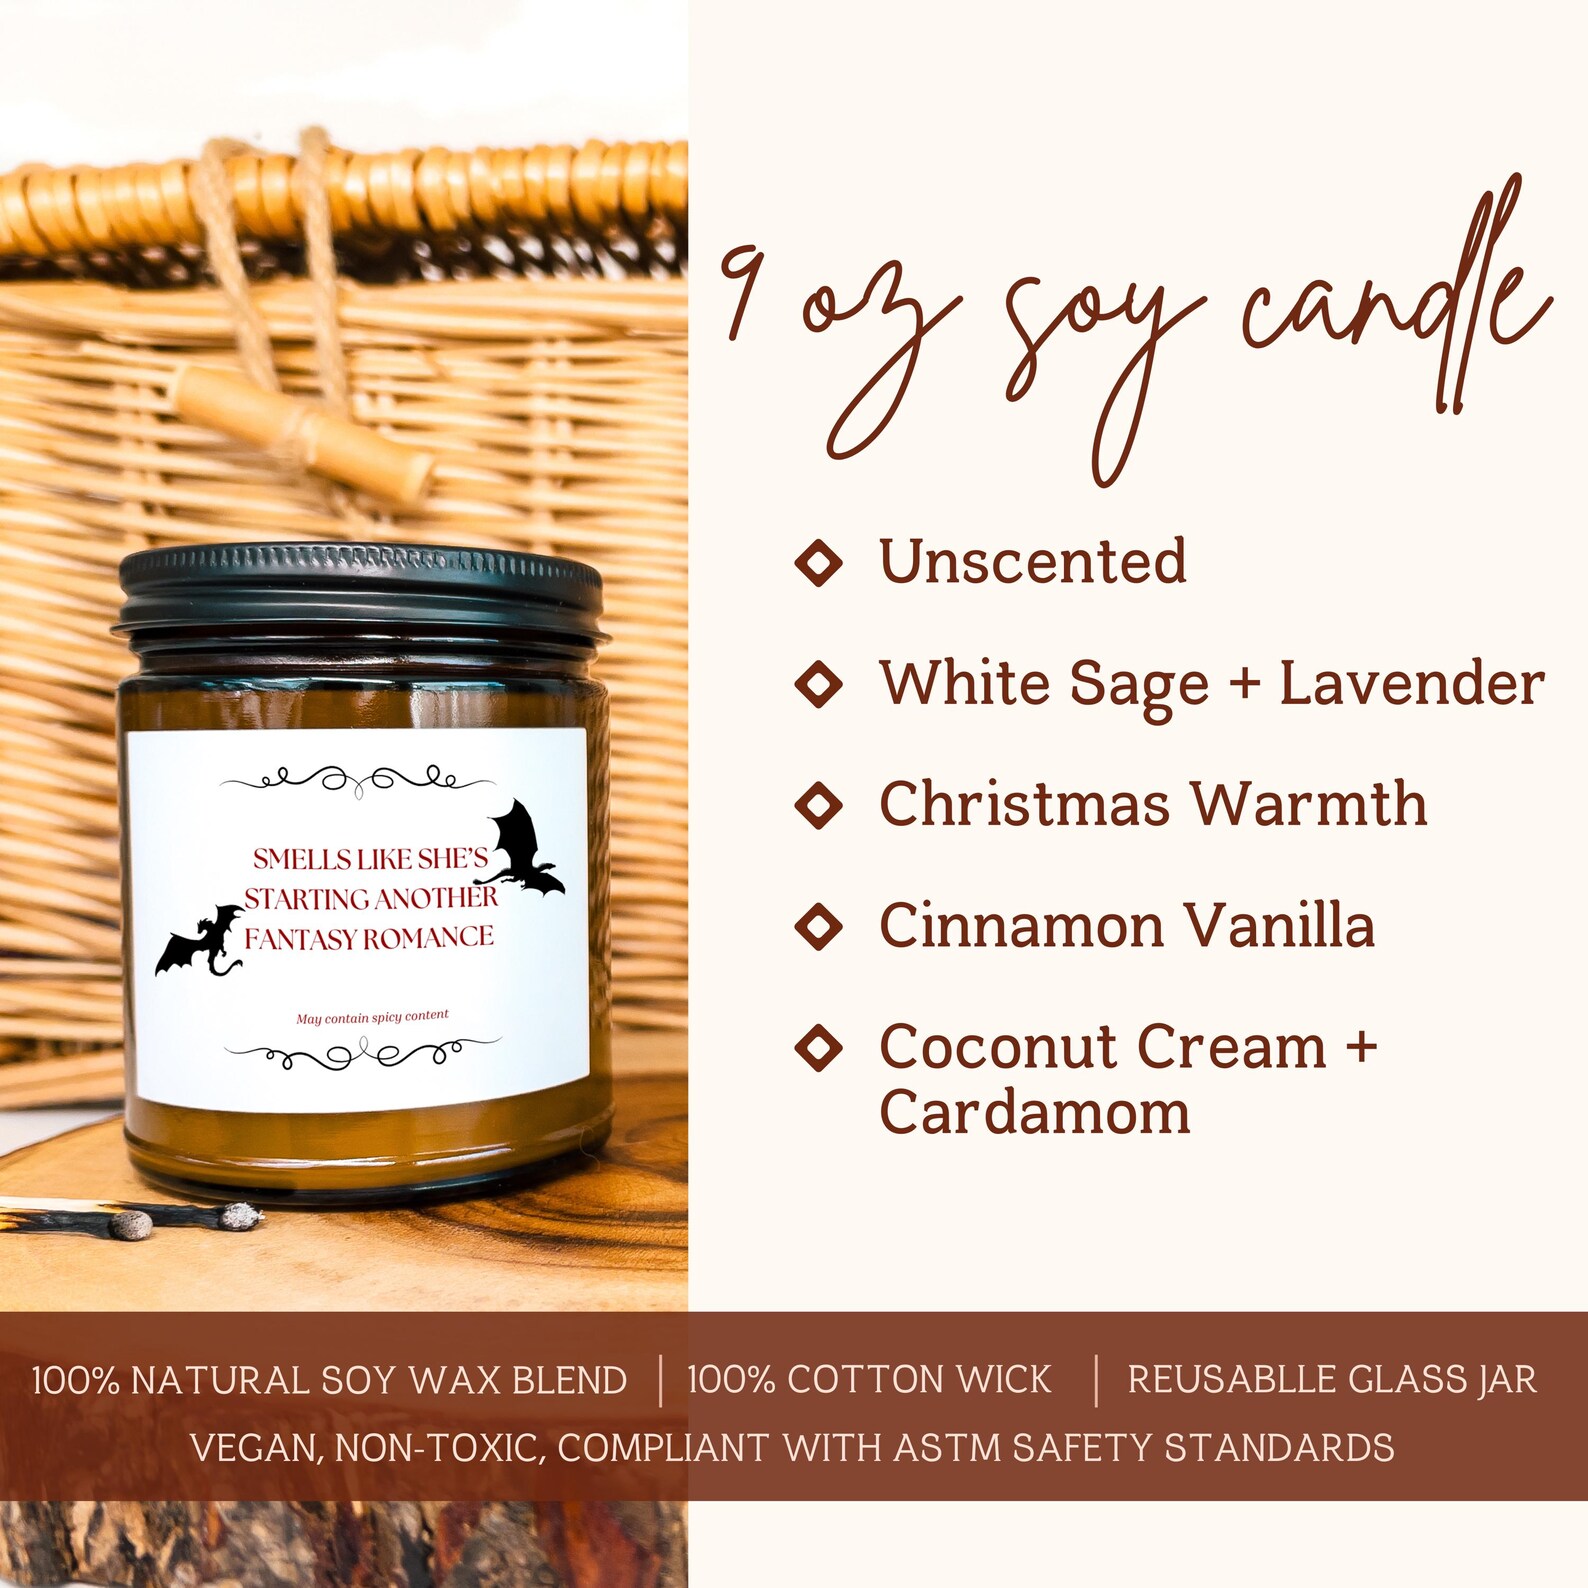 9 oz soy candle
Unscented
White Sage + Lavender
Christmas Warmth
Cinnamon Vanilla
Coconut Cream +
Cardamom
SMELLS LIKE SHE'S
STARTING ANOTHER
FANTASY ROMANCE
May contain spicy content
100% NATURAL SOY WAX BLEND | 100% COTTON WICK | REUSABLLE GLASS JAR
VEGAN, NON-TOXIC, COMPLIANT WITH ASTM SAFETY STANDARDS